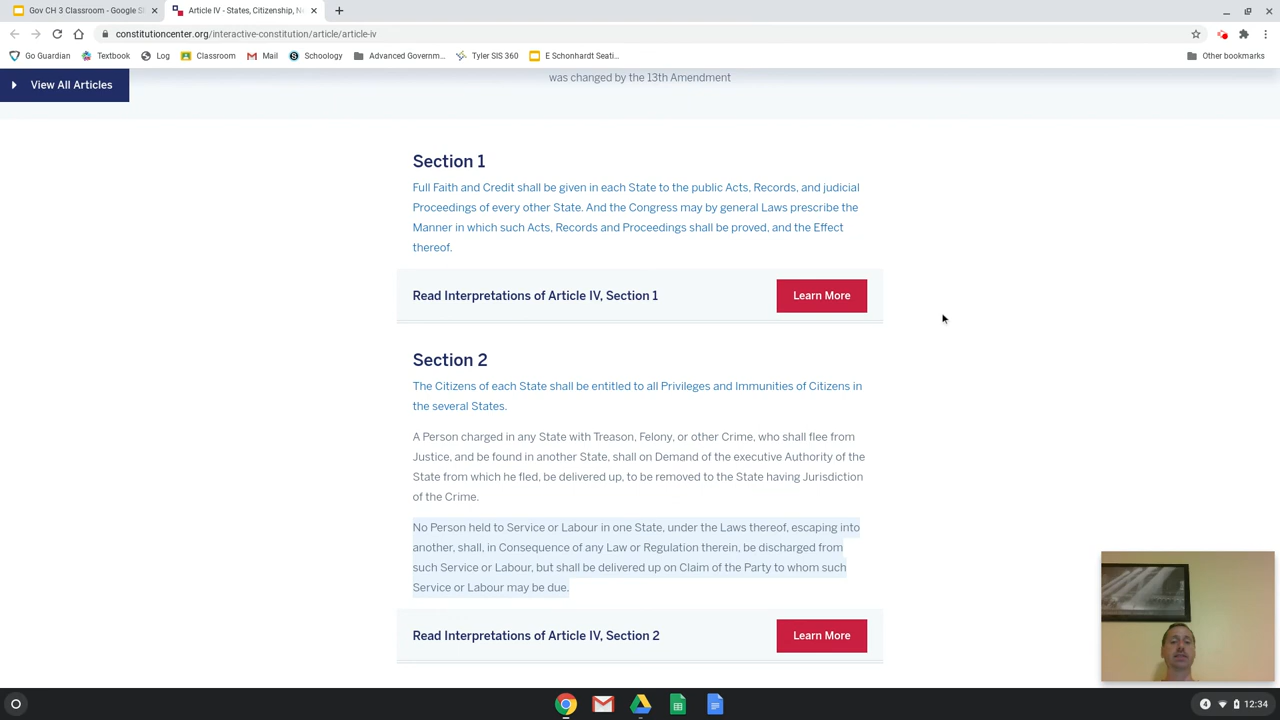 Gov CH 3 Classroom - Google Sl
Article IV - States, Citizenship, Ne
constitutioncenter.org/interactive-constitution/article/article-iv
Go Guardian
Textbook
Log
Classroom
Mail
Schoology
Advanced Governm...
Tyler SIS 360
E Schonhardt Seati...
Other bookmarks
View All Articles
was changed by the 13th Amendment
Section 1
Full Faith and Credit shall be given in each State to the public Acts, Records, and judicial
Proceedings of every other State. And the Congress may by general Laws prescribe the
Manner in which such Acts, Records and Proceedings shall be proved, and the Effect
thereof.
Read Interpretations of Article IV, Section 1
Learn More
Section 2
The Citizens of each State shall be entitled to all Privileges and Immunities of Citizens in
the several States.
A Person charged in any State with Treason, Felony, or other Crime, who shall flee from
Justice, and be found in another State, shall on Demand of the executive Authority of the
State from which he fled, be delivered up, to be removed to the State having Jurisdiction
of the Crime.
No Person held to Service or Labour in one State, under the Laws thereof, escaping into
another, shall, in Consequence of any Law or Regulation therein, be discharged from
such Service or Labour, but shall be delivered up on Claim of the Party to whom such
Service or Labour may be due.
Read Interpretations of Article IV, Section 2
Learn More
4
12:34